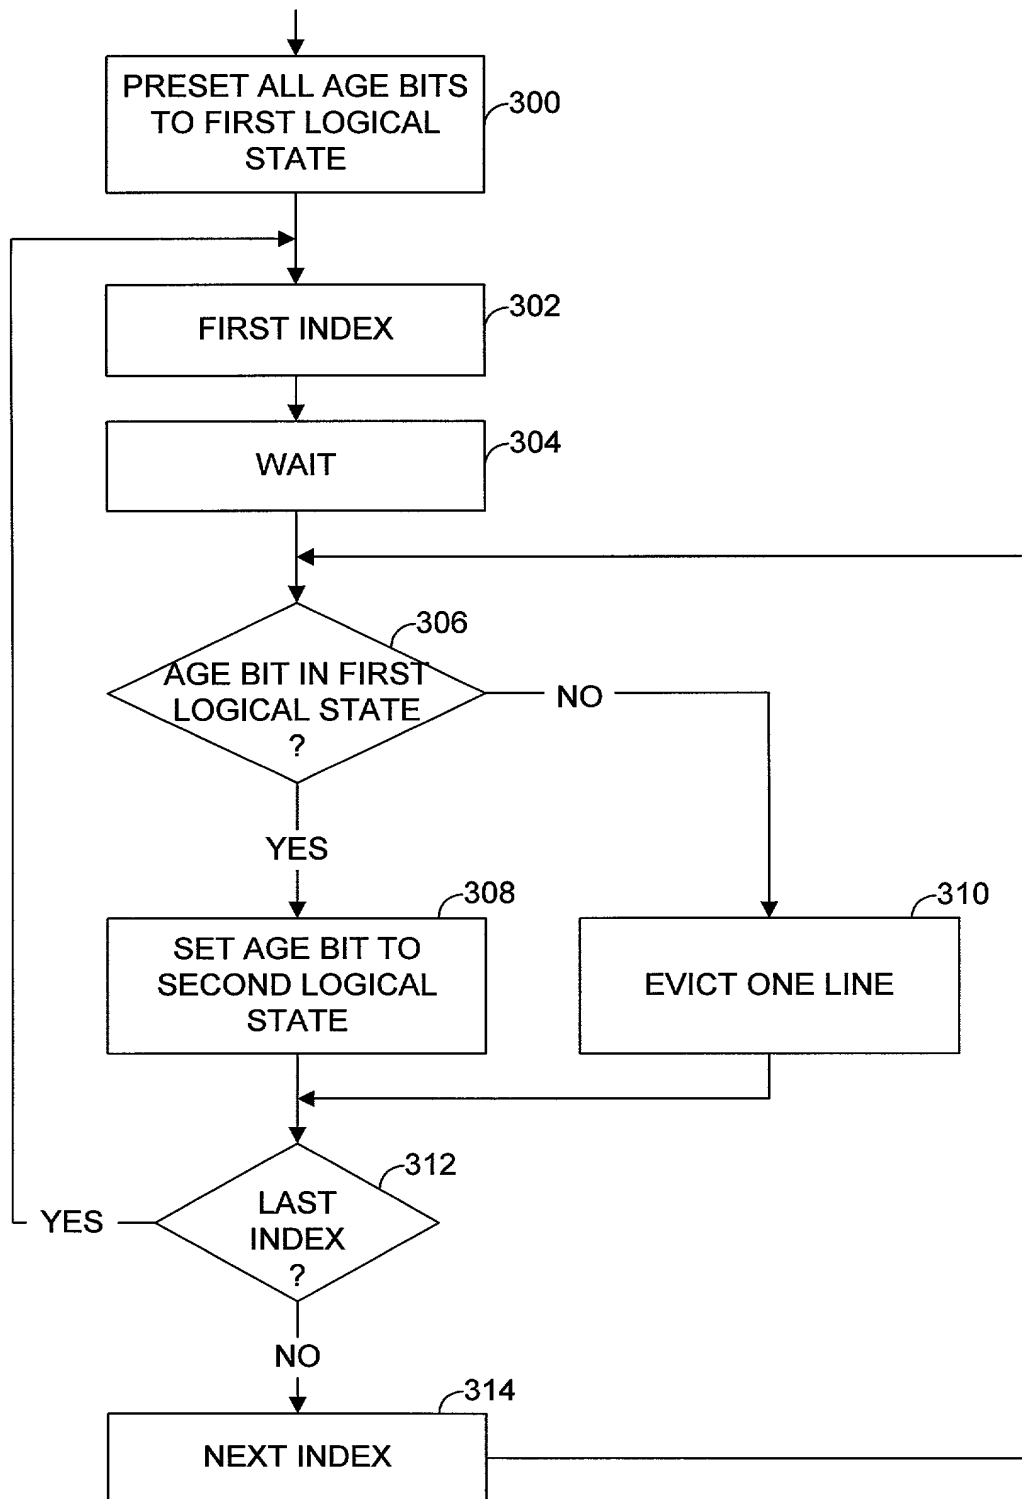 PRESET ALL AGE BITS
TO FIRST LOGICAL
STATE
300
FIRST INDEX
302
WAIT
304
306
AGE BIT IN FIRST
LOGICAL STATE
?
NO
YES
308
SET AGE BIT TO
SECOND LOGICAL
STATE
310
EVICT ONE LINE
312
LAST
INDEX
?
YES
NO
314
NEXT INDEX